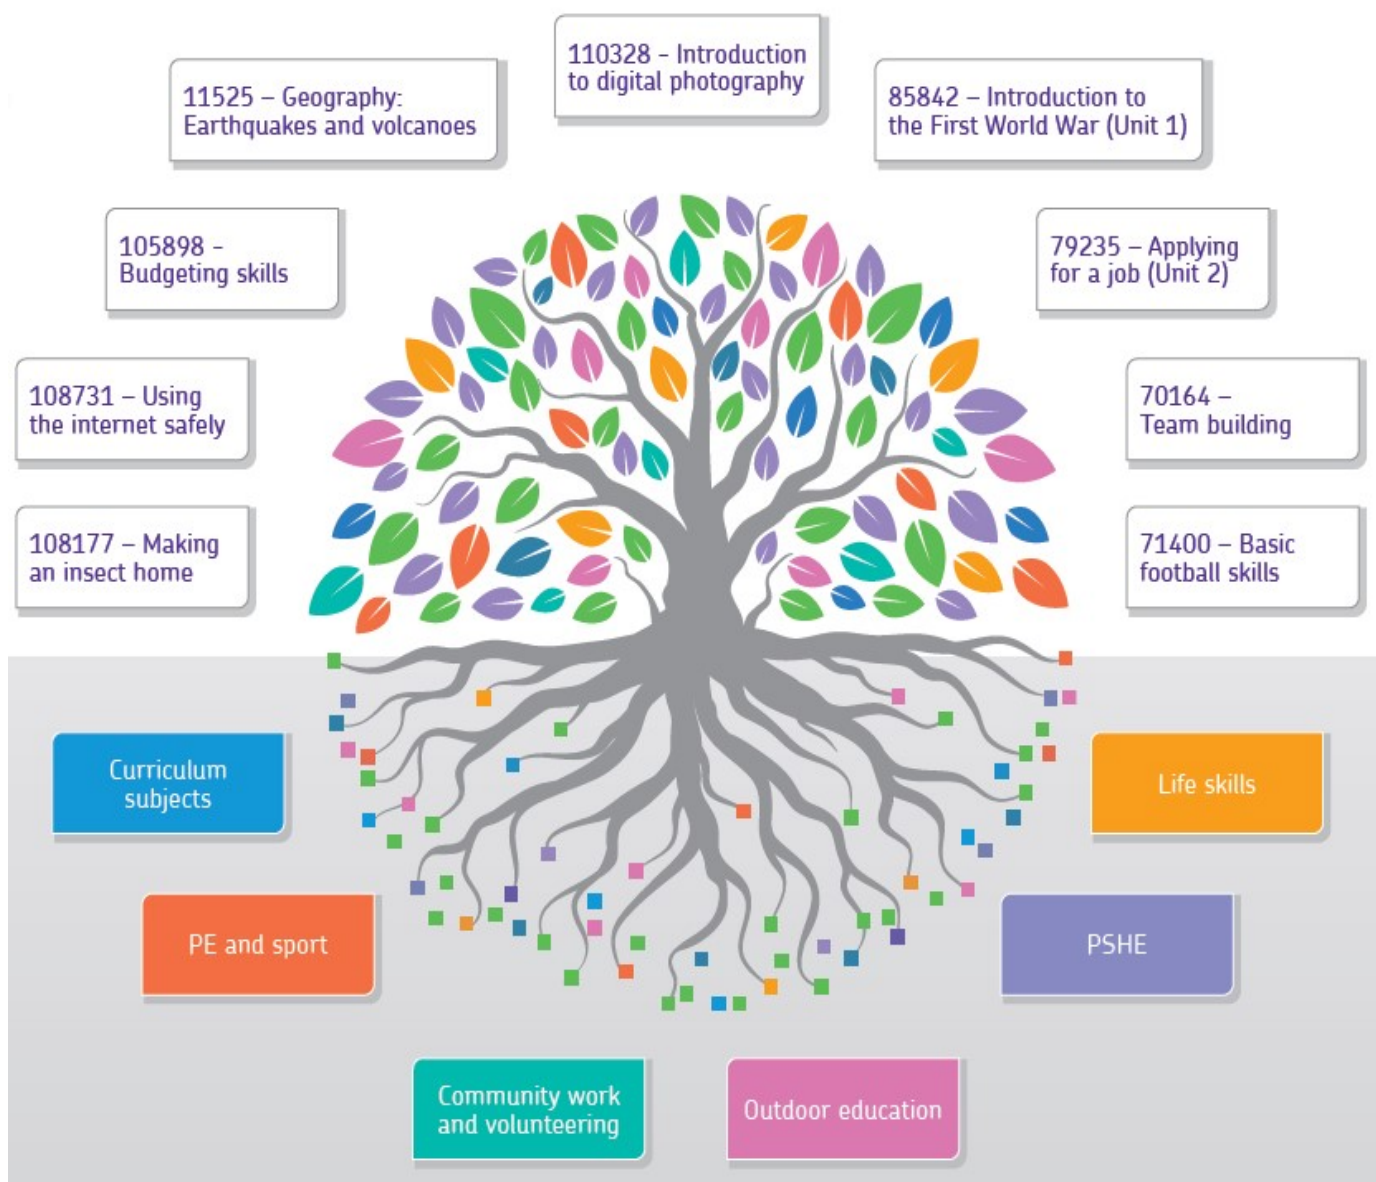 110328 - Introduction
to digital photography
11525 – Geography:
Earthquakes and volcanoes
85842 – Introduction to
the First World War (Unit 1)
105898 -
Budgeting skills
79235 – Applying
for a job (Unit 2)
108731 – Using
the internet safely
70164 –
Team building
108177 – Making
an insect home
71400 – Basic
football skills
Curriculum
subjects
Life skills
PE and sport
PSHE
Community work
and volunteering
Outdoor education